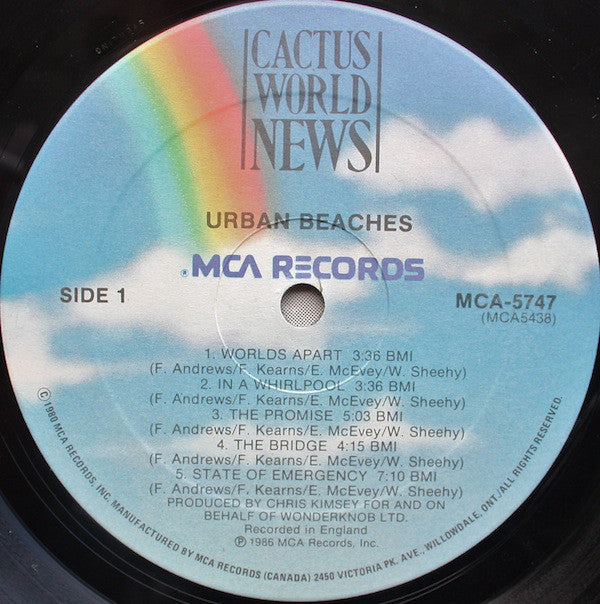 CACTUS
WORLD
NEWS
URBAN BEACHES
® MCA RECORDS
SIDE 1
MCA-5747
(MCA5438)
1. WORLDS APART 3:36 BMI
(F. Andrews/F. Kearns/E. McEvey/W. Sheehy)
2. IN A WHIRLPOOL 3:36 BMI
(F. Andrews/F. Kearns/E. McEvey/W. Sheehy)
3. THE PROMISE 5:03 BMI
(F. Andrews/F. Kearns/E. McEvey/W. Sheehy)
4. THE BRIDGE 4:15 BMI
(F. Andrews/F. Kearns/E. McEvey/W. Sheehy)
5. STATE OF EMERGENCY 7:10 BMI
(F. Andrews/F. Kearns/E. McEvey/W. Sheehy)
PRODUCED BY CHRIS KIMSEY FOR AND ON
BEHALF OF WONDERKNOB LTD.
Recorded in England
℗ 1986 MCA Records, Inc.
© 1980 MCA RECORDS, INC. MANUFACTURED BY MCA RECORDS (CANADA) 2450 VICTORIA PK. AVE., WILLOWDALE, ONT./ALL RIGHTS RESERVED.